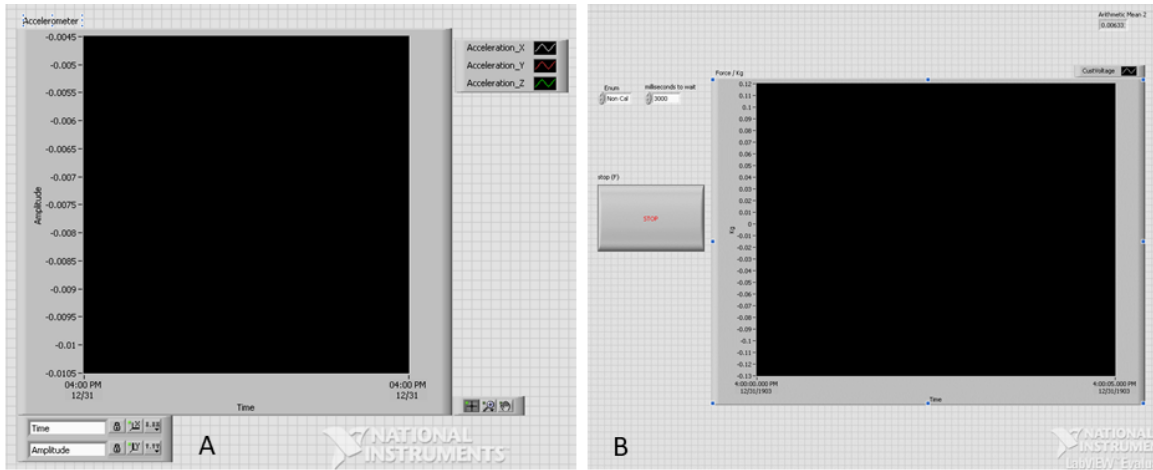 Accelerometer
-0.0045
-0.005
-0.0055
-0.006
-0.0065
-0.007
-0.0075
-0.008
-0.0085
-0.009
-0.0095
-0.01
-0.0105
Amplitude
04:00 PM
12/31
04:00 PM
12/31
Time
Acceleration_X
Acceleration_Y
Acceleration_Z
Time
Amplitude
A
NATIONAL
INSTRUMENTS
Arithmetic Mean 2
0.00633
Enum
Non Cal
milliseconds to wait
3000
stop (F)
STOP
Force / Kg
CustVoltage
0.12
0.1
0.09
0.08
0.07
0.06
0.05
0.04
0.03
0.02
0.01
0
-0.01
-0.02
-0.03
-0.04
-0.05
-0.06
-0.07
-0.08
-0.09
-0.1
-0.11
-0.12
-0.13
Kg
4:00:00.000 PM
12/31/1903
4:00:05.000 PM
12/31/1903
Time
B
NATIONAL
INSTRUME
LabVIEW Evalu